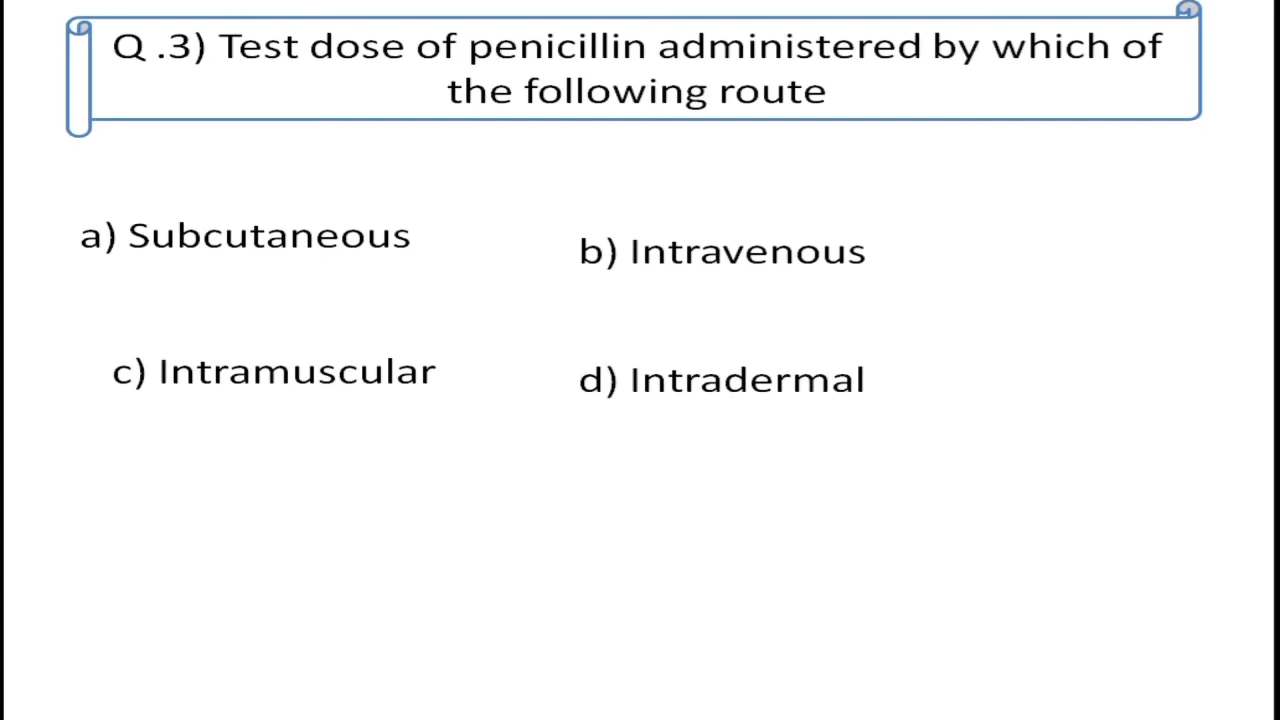 Q .3) Test dose of penicillin administered by which of
the following route
a) Subcutaneous
b) Intravenous
c) Intramuscular
d) Intradermal